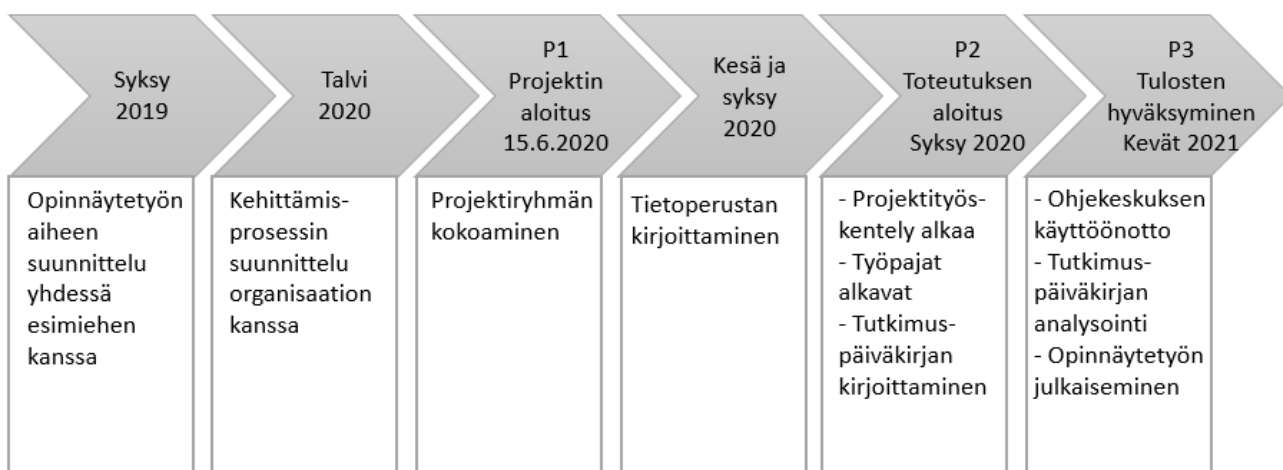 Syksy
2019
Talvi
2020
P1
Projektin
aloitus
15.6.2020
Kesä ja
syksy
2020
P2
Toteutuksen
aloitus
Syksy 2020
P3
Tulosten
hyväksyminen
Kevät 2021
Opinnäytetyön
aiheen
suunnittelu
yhdessä
esimiehen
kanssa
Kehittämis-
prosessin
suunnittelu
organisaation
kanssa
Projektiryhmän
kokoaminen
Tietoperustan
kirjoittaminen
- Projektityös-
kentely alkaa
- Työpajat
alkavat
- Tutkimus-
päiväkirjan
kirjoittaminen
- Ohjekeskuksen
käyttöönotto
- Tutkimus-
päiväkirjan
analysointi
- Opinnäytetyön
julkaiseminen